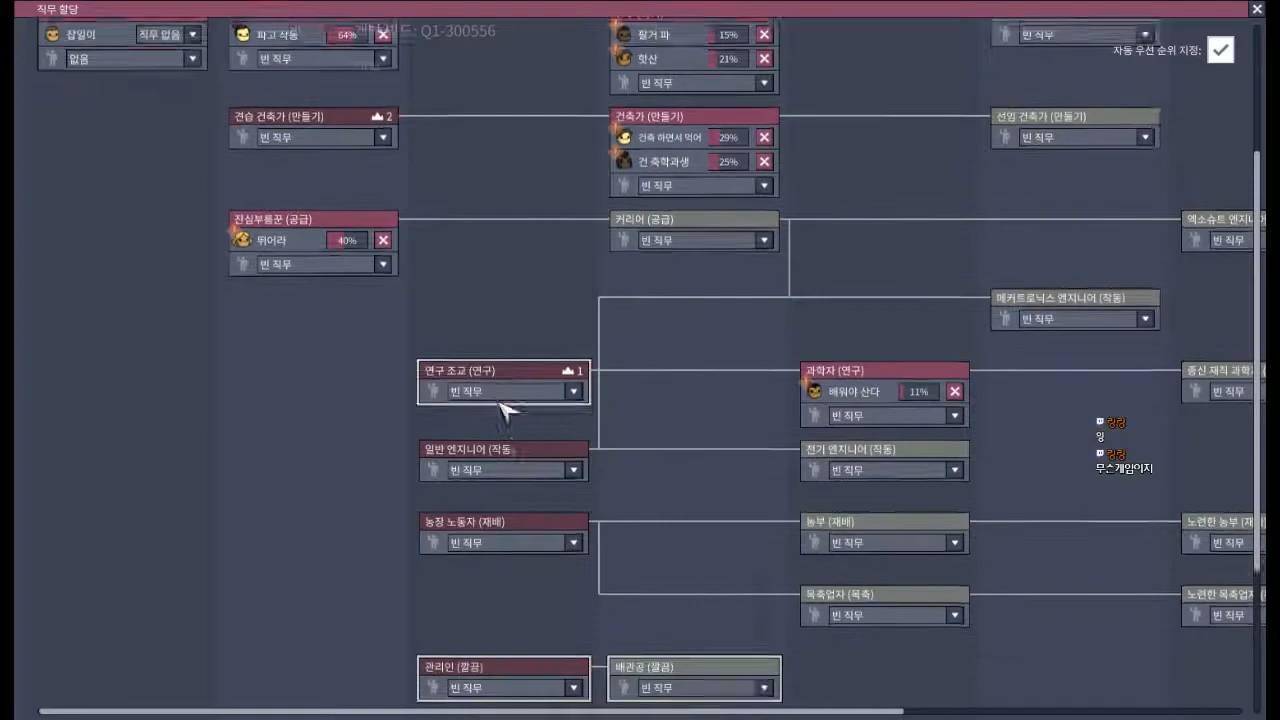 직무 할당
잡일이 직무 없음
없음
파고 작동 64%
빈 직무
Q1-300556
팔거 파 15%
핫산 21%
빈 직무
빈 직무
자동 우선 순위 지정:
견습 건축가 (만들기) 2
빈 직무
건축가 (만들기)
건축 하면서 먹어 29%
건 축학과생 25%
빈 직무
선임 건축가 (만들기)
빈 직무
잔심부름꾼 (공급)
뛰어라 40%
빈 직무
커리어 (공급)
빈 직무
엑소슈트 엔지니어
빈 직무
메커트로닉스 엔지니어 (작동)
빈 직무
연구 조교 (연구) 1
빈 직무
과학자 (연구)
배워야 산다 11%
빈 직무
종신 재직 과학자 (
빈 직무
링링
잉
링링
무슨게임이지
일반 엔지니어 (작동
빈 직무
전기 엔지니어 (작동)
빈 직무
농장 노동자 (재배)
빈 직무
농부 (재배)
빈 직무
노련한 농부 (재
빈 직무
목축업자 (목축)
빈 직무
노련한 목축업자
빈 직무
관리인 (깔끔)
빈 직무
배관공 (깔끔)
빈 직무